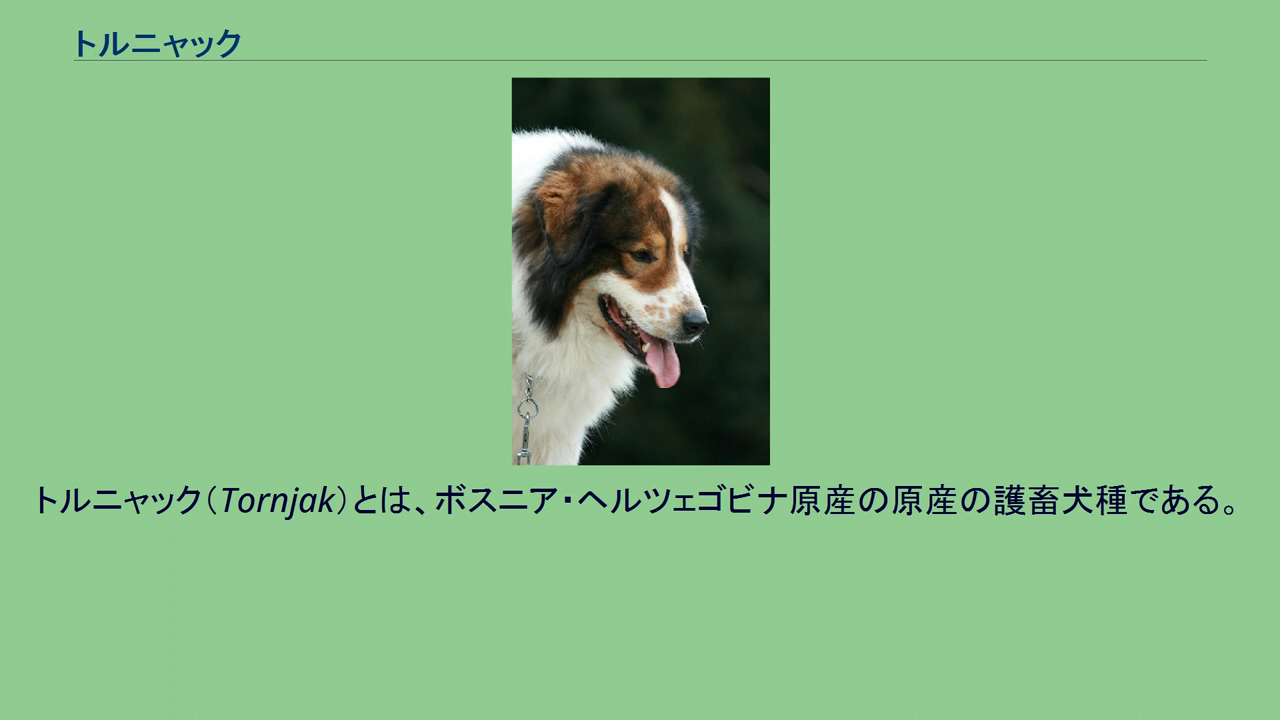 トルニャック
トルニャック（Tornjak）とは、ボスニア・ヘルツェゴビナ原産の原産の護畜犬種である。